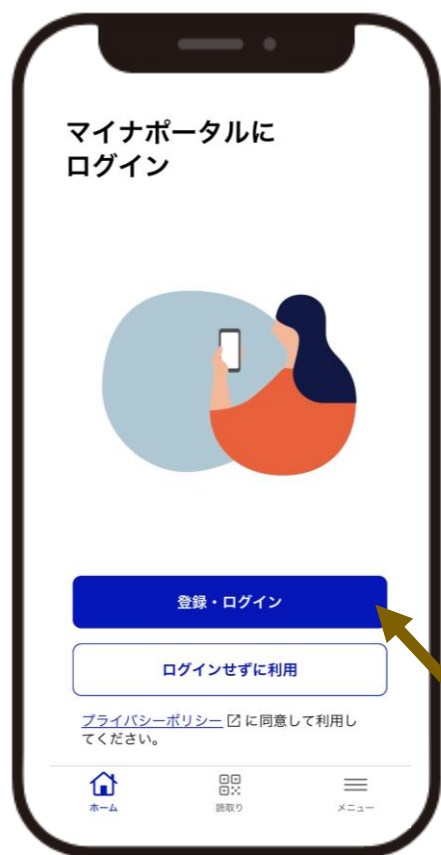 マイナポータルに
ログイン
登録・ログイン
ログインせずに利用
プライバシーポリシー に同意して利用し
てください。
ホーム 読取り メニュー